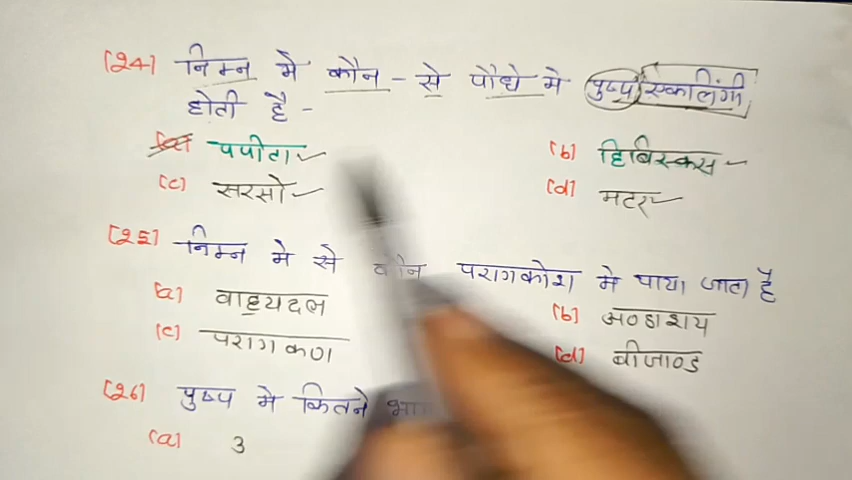 (24) निम्न मे कौन - से पौधे मे पुष्प एकलिंगी
होती है -
(a) पपीता (b) हिबिस्कस
(c) सरसो (d) मटर
(25) निम्न मे से कौन परागकोश मे पाया जाता है
(a) वाह्यदल (b) अण्डाशय
(c) परागकण (d) बीजाण्ड
(26) पुष्प मे कितने
(a) 3